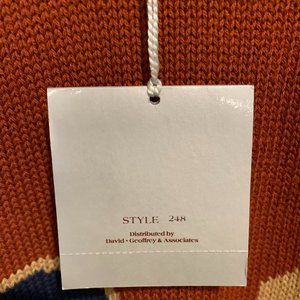 STYLE 248
Distributed by
David • Geoffrey & Associates